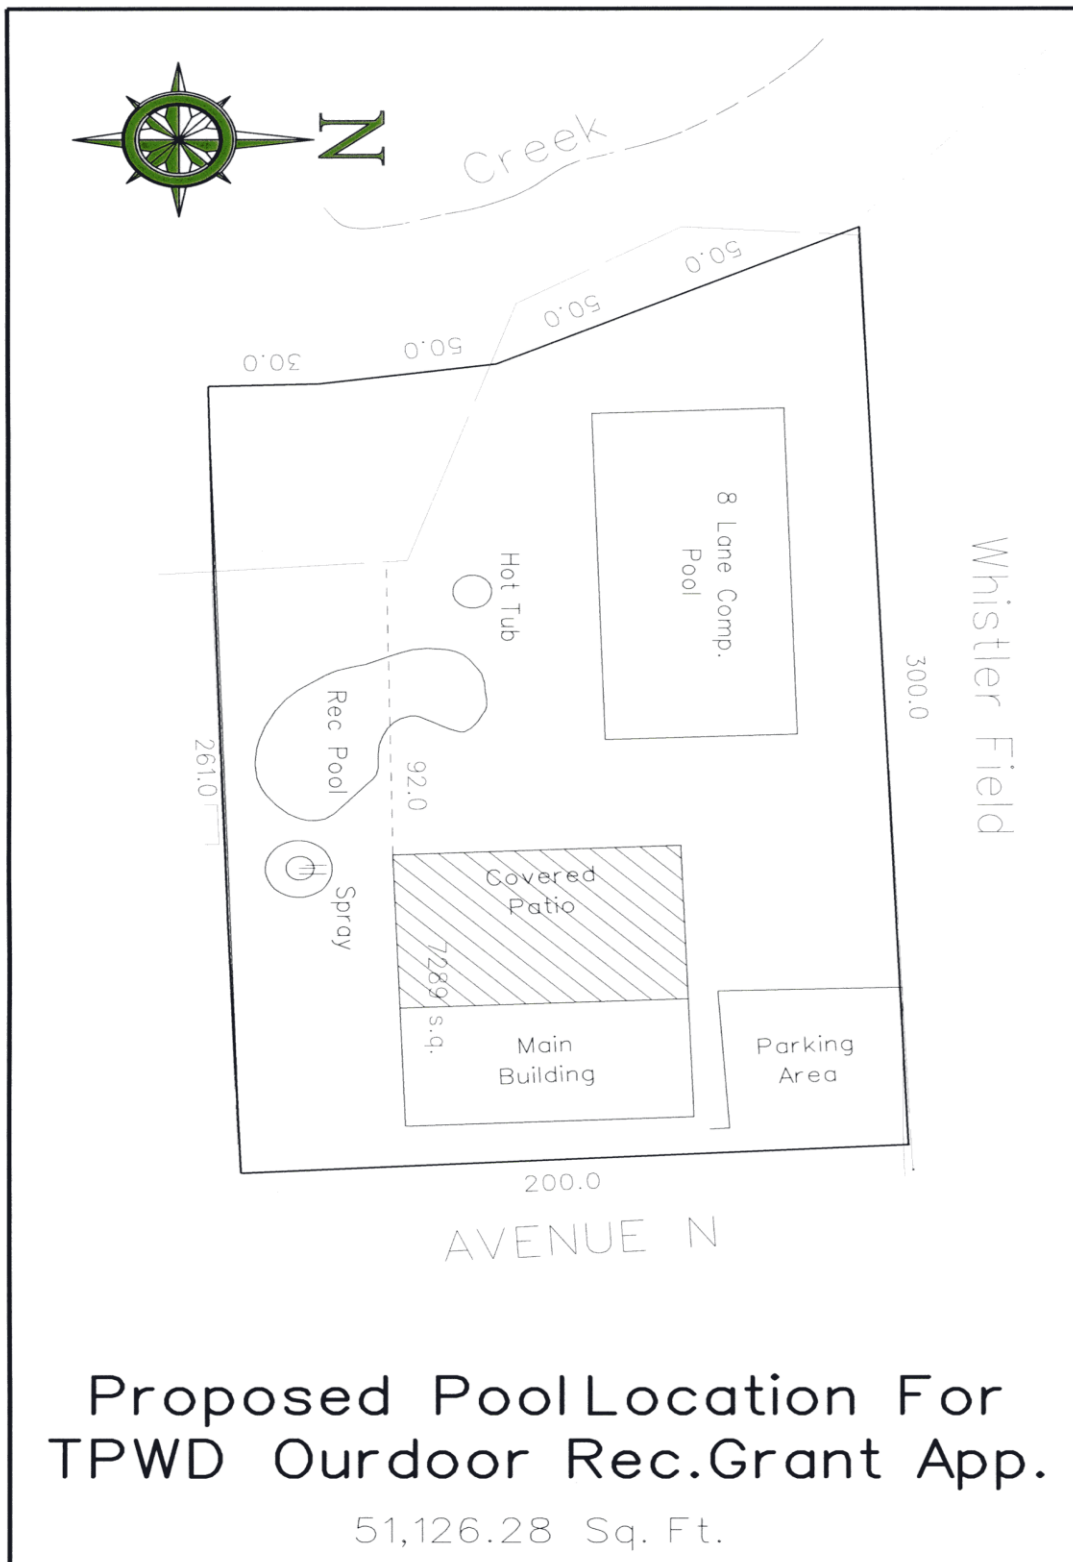 N
Creek
50.0
50.0
50.0
30.0
8 Lane Comp.
Pool
Hot Tub
Whistler Field
300.0
Rec Pool
261.0
92.0
Covered
Patio
Spray
7289 s.q.
Main
Building
Parking
Area
200.0
AVENUE N
Proposed Pool Location For
TPWD Ourdoor Rec.Grant App.
51,126.28 Sq. Ft.